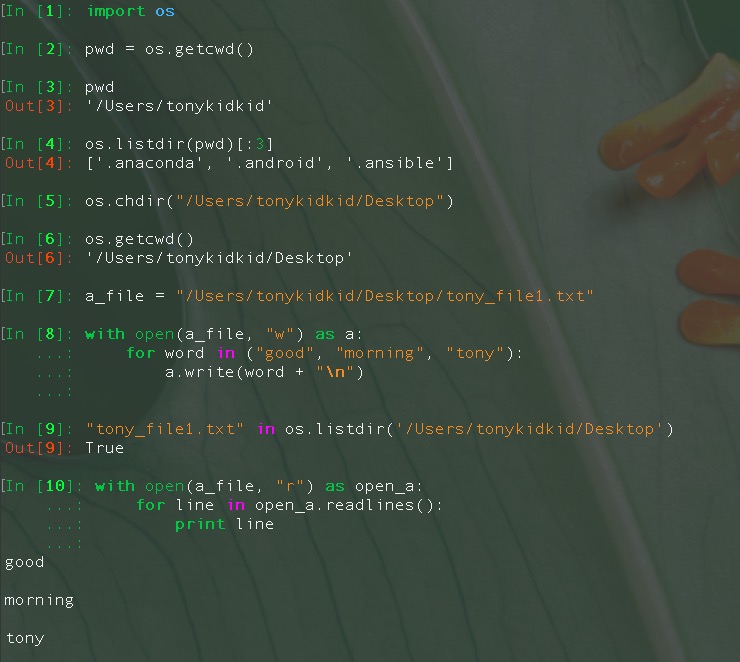 [In [1]: import os
[In [2]: pwd = os.getcwd()
[In [3]: pwd
Out[3]: '/Users/tonykidkid'
[In [4]: os.listdir(pwd)[:3]
Out[4]: ['.anaconda', '.android', '.ansible']
[In [5]: os.chdir("/Users/tonykidkid/Desktop")
[In [6]: os.getcwd()
Out[6]: '/Users/tonykidkid/Desktop'
[In [7]: a_file = "/Users/tonykidkid/Desktop/tony_file1.txt"
[In [8]: with open(a_file, "w") as a:
   ...:     for word in ("good", "morning", "tony"):
   ...:         a.write(word + "\n")
   ...:
[In [9]: "tony_file1.txt" in os.listdir('/Users/tonykidkid/Desktop')
Out[9]: True
[In [10]: with open(a_file, "r") as open_a:
    ...:     for line in open_a.readlines():
    ...:         print line
    ...:
good
morning
tony